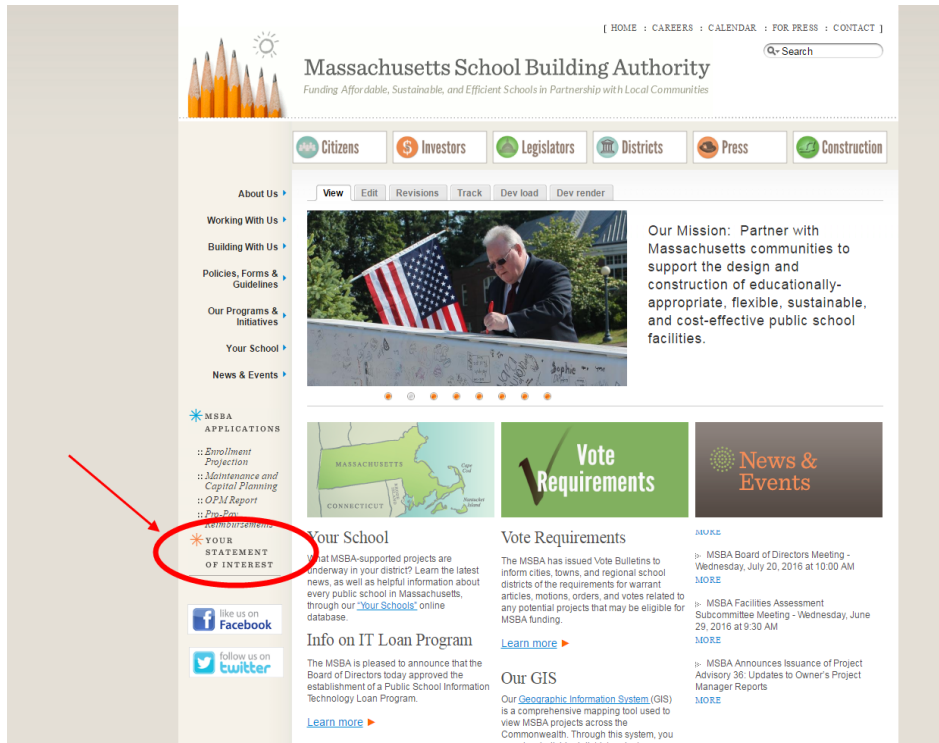 [ HOME : CAREERS : CALENDAR : FOR PRESS : CONTACT ]
Search
Massachusetts School Building Authority
Funding Affordable, Sustainable, and Efficient Schools in Partnership with Local Communities
Citizens
Investors
Legislators
Districts
Press
Construction
About Us
Working With Us
Building With Us
Policies, Forms &
Guidelines
Our Programs &
Initiatives
Your School
News & Events
MSBA
APPLICATIONS
:: Enrollment
Projection
:: Maintenance and
Capital Planning
:: OPM Report
:: Pro-Pay
Reimbursements
YOUR
STATEMENT
OF INTEREST
like us on
Facebook
follow us on
twitter
View Edit Revisions Track Dev load Dev render
Sophie
Our Mission: Partner with
Massachusetts communities to
support the design and
construction of educationally-
appropriate, flexible, sustainable,
and cost-effective public school
facilities.
MASSACHUSETTS
Cape
Cod
CONNECTICUT
Nantucket
Island
Your School
What MSBA-supported projects are
underway in your district? Learn the latest
news, as well as helpful information about
every public school in Massachusetts,
through our "Your Schools" online
database.
Info on IT Loan Program
The MSBA is pleased to announce that the
Board of Directors today approved the
establishment of a Public School Information
Technology Loan Program.
Learn more
Vote
Requirements
Vote Requirements
The MSBA has issued Vote Bulletins to
inform cities, towns, and regional school
districts of the requirements for warrant
articles, motions, orders, and votes related to
any potential projects that may be eligible for
MSBA funding.
Learn more
Our GIS
Our Geographic Information System (GIS)
is a comprehensive mapping tool used to
view MSBA projects across the
Commonwealth. Through this system, you
News &
Events
MORE
MSBA Board of Directors Meeting -
Wednesday, July 20, 2016 at 10:00 AM
MORE
MSBA Facilities Assessment
Subcommittee Meeting - Wednesday, June
29, 2016 at 9:30 AM
MORE
MSBA Announces Issuance of Project
Advisory 36: Updates to Owner's Project
Manager Reports
MORE